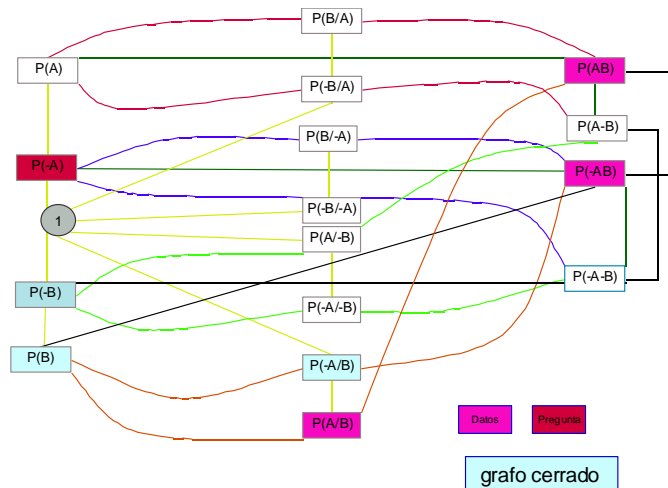 P(B/A)
P(A)
P(AB)
P(-B/A)
P(A-B)
P(B/-A)
P(-A)
P(-AB)
P(-B/-A)
1
P(A/-B)
P(-A-B)
P(-B)
P(-A/-B)
P(B)
P(-A/B)
P(A/B)
Datos
Pregunta
grafo cerrado